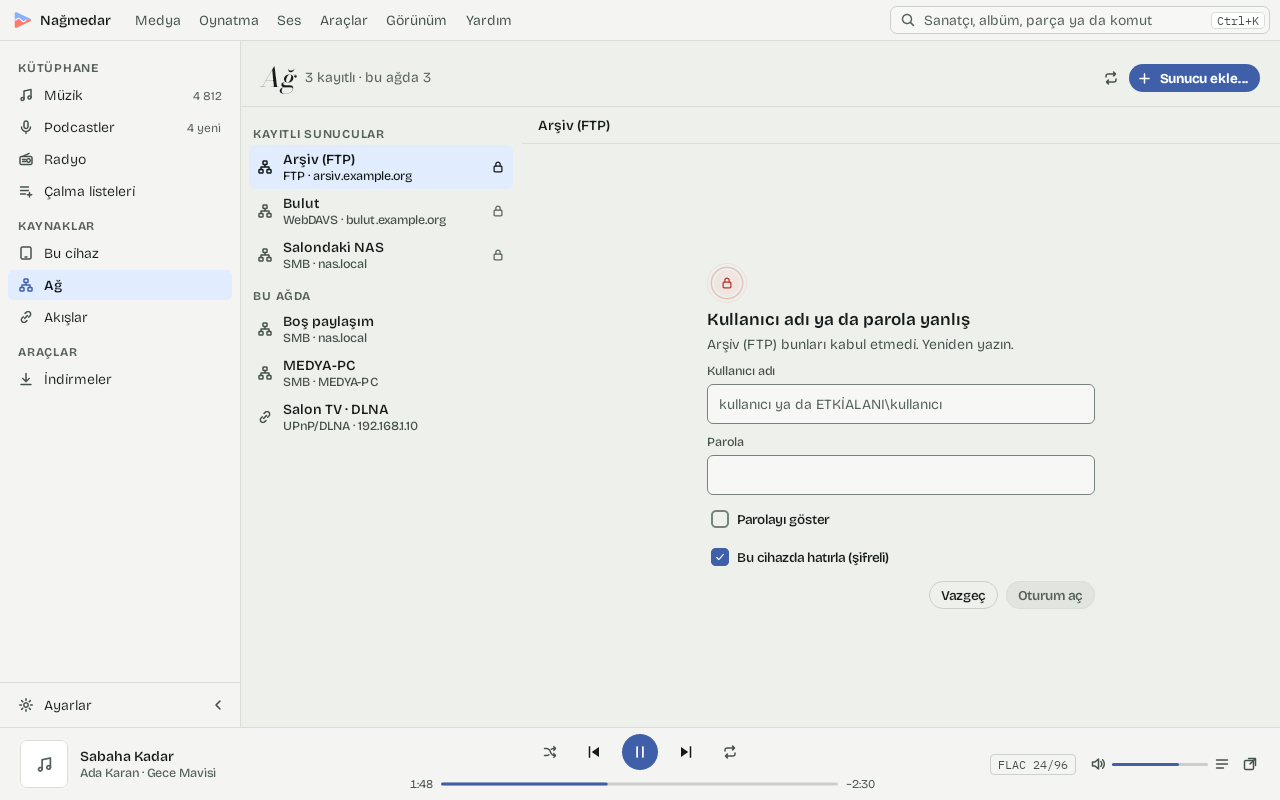 Nağmedar Medya Oynatma Ses Araçlar Görünüm Yardım Sanatçı, albüm, parça ya da komut Ctrl+K
KÜTÜPHANE
Müzik 4 812
Podcastler 4 yeni
Radyo
Çalma listeleri
KAYNAKLAR
Bu cihaz
Ağ
Akışlar
ARAÇLAR
İndirmeler
Ayarlar
Ağ 3 kayıtlı · bu ağda 3 Sunucu ekle…
KAYITLI SUNUCULAR
Arşiv (FTP)
FTP · arsiv.example.org
Bulut
WebDAVS · bulut.example.org
Salondaki NAS
SMB · nas.local
BU AĞDA
Boş paylaşım
SMB · nas.local
MEDYA-PC
SMB · MEDYA-PC
Salon TV · DLNA
UPnP/DLNA · 192.168.1.10
Arşiv (FTP)
Kullanıcı adı ya da parola yanlış
Arşiv (FTP) bunları kabul etmedi. Yeniden yazın.
Kullanıcı adı
kullanıcı ya da ETKİALANI\kullanıcı
Parola
Parolayı göster
Bu cihazda hatırla (şifreli)
Vazgeç Oturum aç
Sabaha Kadar
Ada Karan · Gece Mavisi
1:48 −2:30
FLAC 24/96